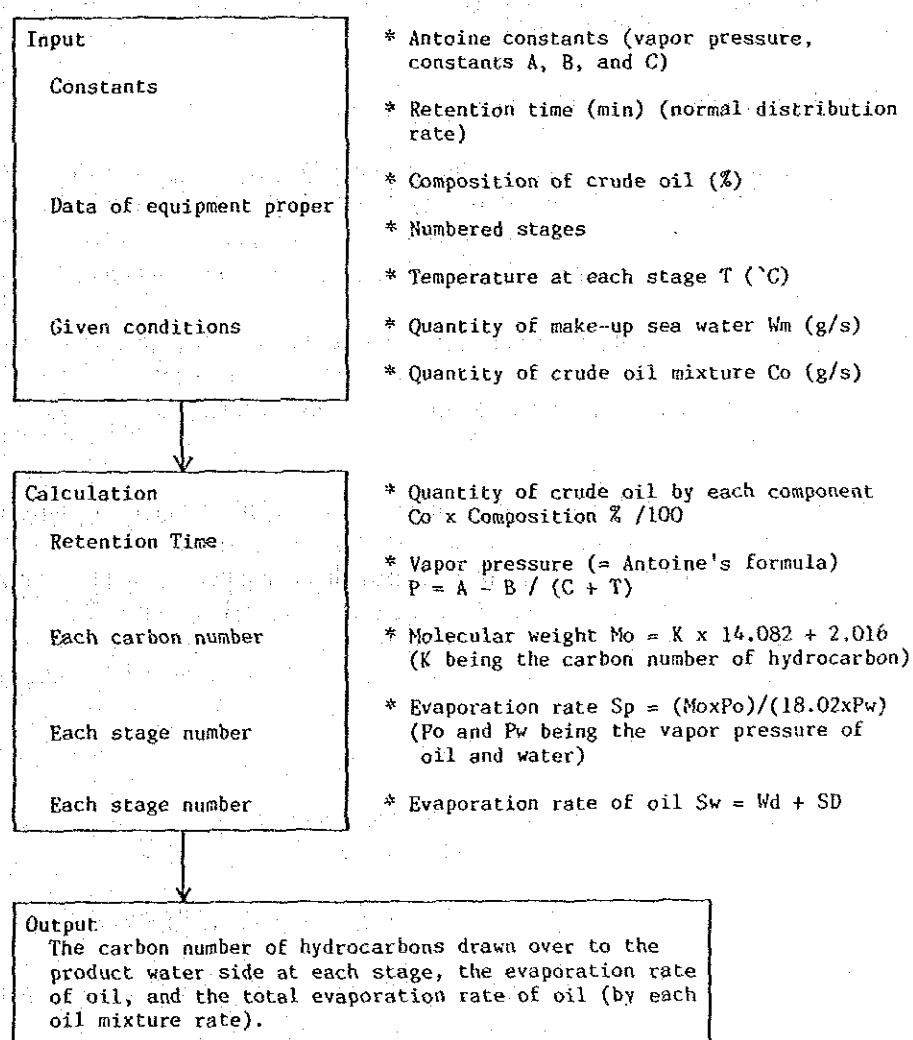 Input
Constants
Data of equipment proper
Given conditions
* Antoine constants (vapor pressure,
constants A, B, and C)
* Retention time (min) (normal distribution
rate)
* Composition of crude oil (%)
* Numbered stages
* Temperature at each stage T (`C)
* Quantity of make-up sea water Wm (g/s)
* Quantity of crude oil mixture Co (g/s)
Calculation
Retention Time
Each carbon number
Each stage number
Each stage number
* Quantity of crude oil by each component
Co x Composition % /100
* Vapor pressure (= Antoine's formula)
P = A - B / (C + T)
* Molecular weight Mo = K x 14.082 + 2.016
(K being the carbon number of hydrocarbon)
* Evaporation rate Sp = (MoxPo)/(18.02xPw)
(Po and Pw being the vapor pressure of
oil and water)
* Evaporation rate of oil Sw = Wd + SD
Output
The carbon number of hydrocarbons drawn over to the
product water side at each stage, the evaporation rate
of oil, and the total evaporation rate of oil (by each
oil mixture rate).